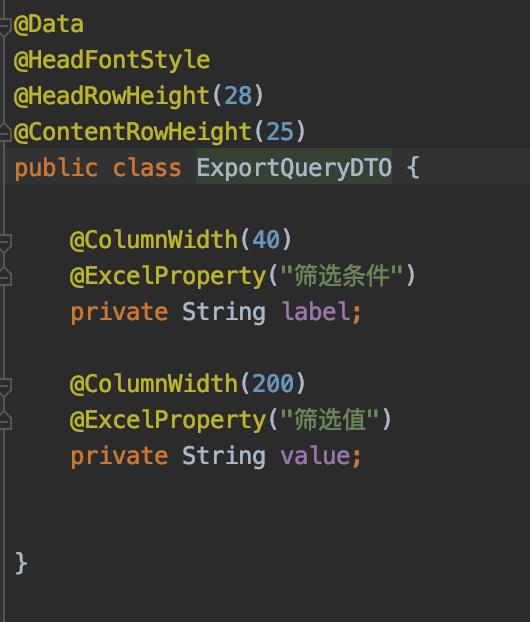 @Data
@HeadFontStyle
@HeadRowHeight(28)
@ContentRowHeight(25)
public class ExportQueryDTO {
@ColumnWidth(40)
@ExcelProperty("筛选条件")
private String label;
@ColumnWidth(200)
@ExcelProperty("筛选值")
private String value;
}